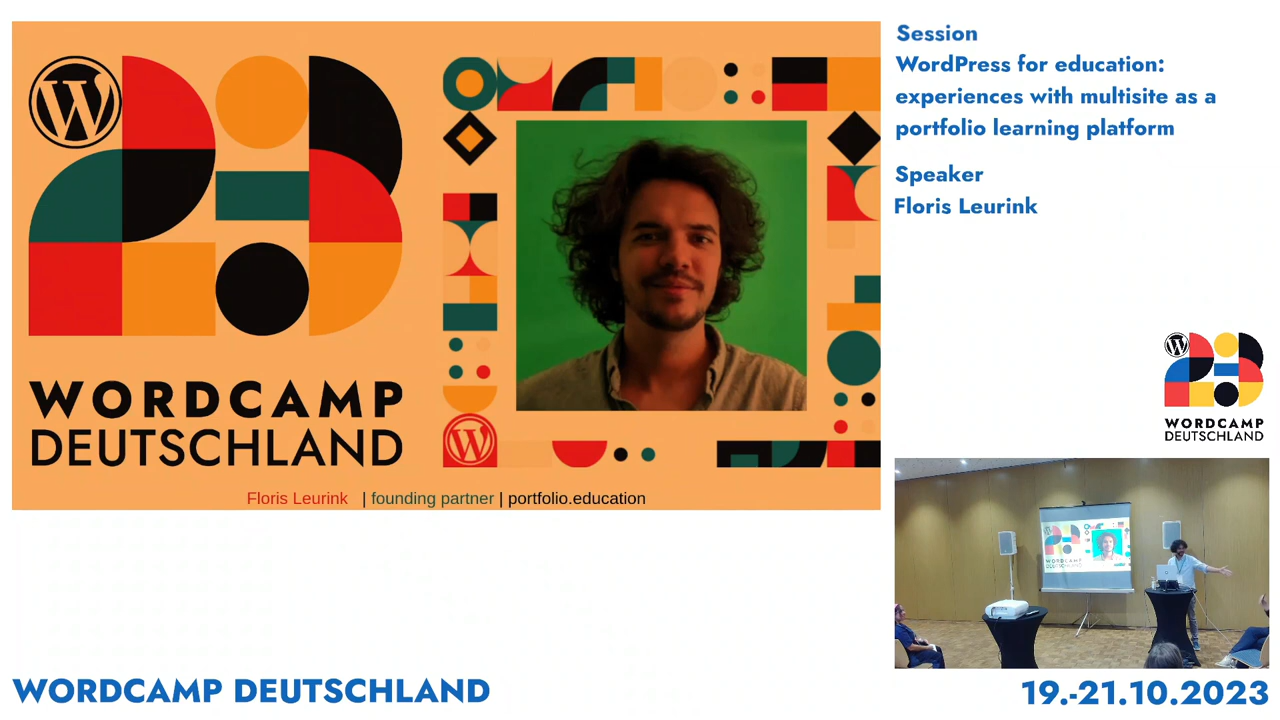 WORDCAMP
DEUTSCHLAND
Floris Leurink | founding partner | portfolio.education
Session
WordPress for education:
experiences with multisite as a
portfolio learning platform
Speaker
Floris Leurink
WORDCAMP
DEUTSCHLAND
WORDCAMP DEUTSCHLAND
19.-21.10.2023